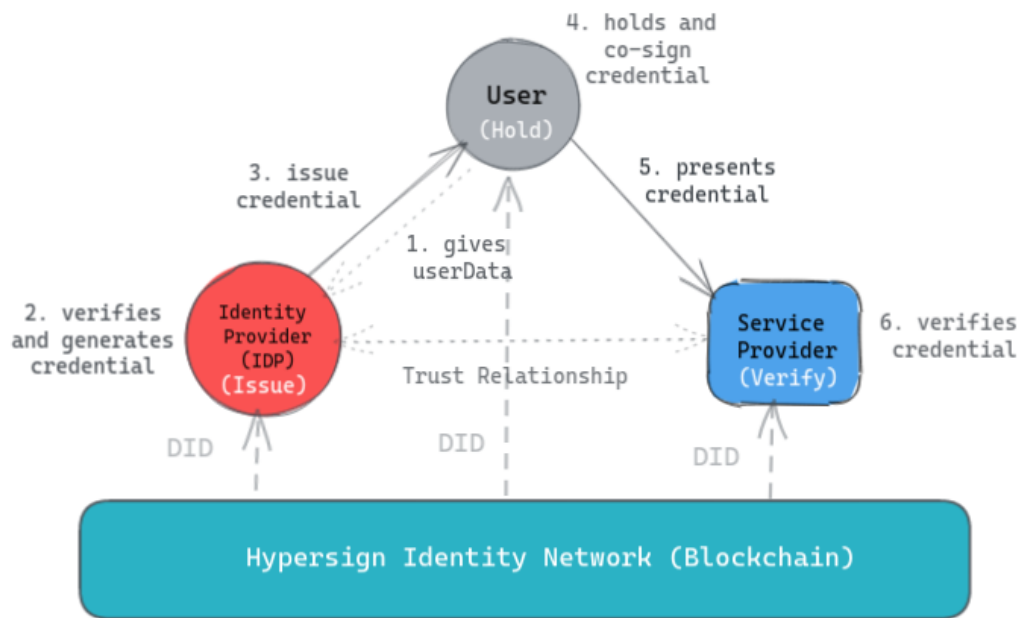 4. holds and
co-sign
credential
User
(Hold)
3. issue
credential
5. presents
credential
1. gives
userData
2. verifies
and generates
credential
Identity
Provider
(IDP)
(Issue)
Service
Provider
(Verify)
6. verifies
credential
Trust Relationship
DID
DID
DID
Hypersign Identity Network (Blockchain)